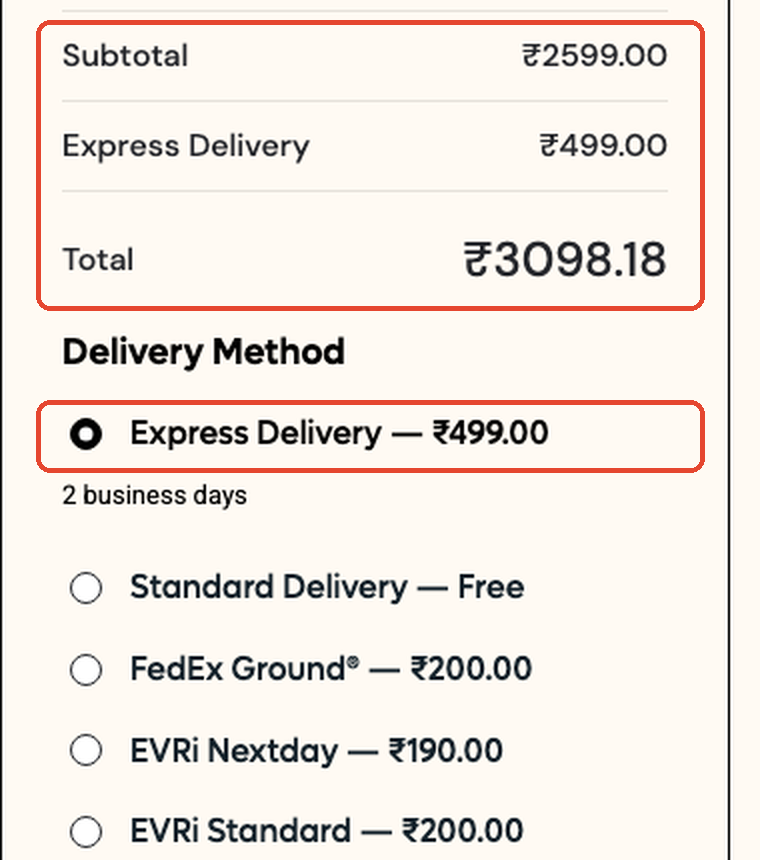 Subtotal ₹2599.00
Express Delivery ₹499.00
Total ₹3098.18
Delivery Method
Express Delivery — ₹499.00
2 business days
Standard Delivery — Free
FedEx Ground® — ₹200.00
EVRi Nextday — ₹190.00
EVRi Standard — ₹200.00